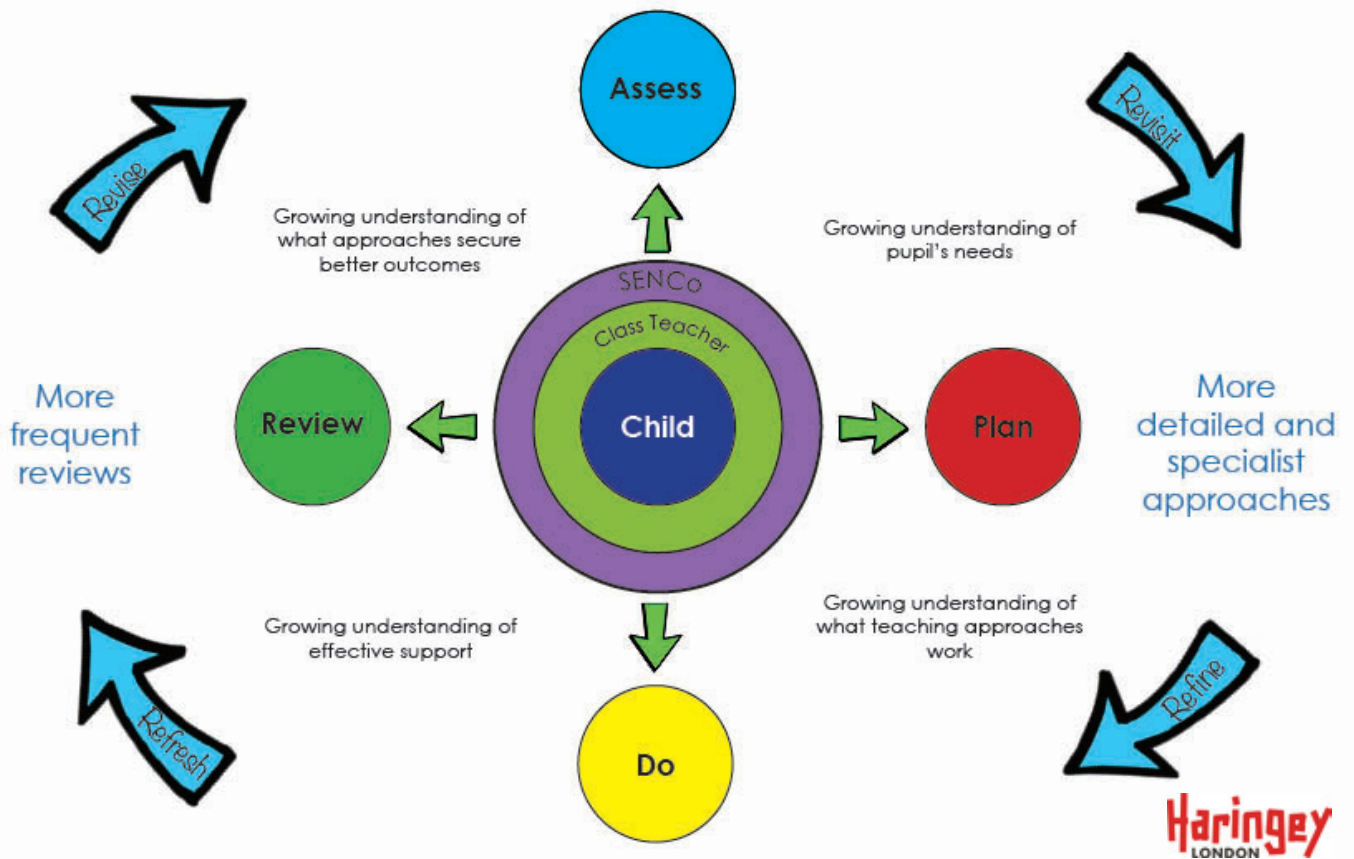 Assess
Revise
Revisit
Growing understanding of
what approaches secure
better outcomes
Growing understanding of
pupil's needs
SENCo
Class Teacher
Child
Review
Plan
More
frequent
reviews
More
detailed and
specialist
approaches
Growing understanding of
effective support
Growing understanding of
what teaching approaches
work
Refresh
Refine
Do
Haringey
LONDON